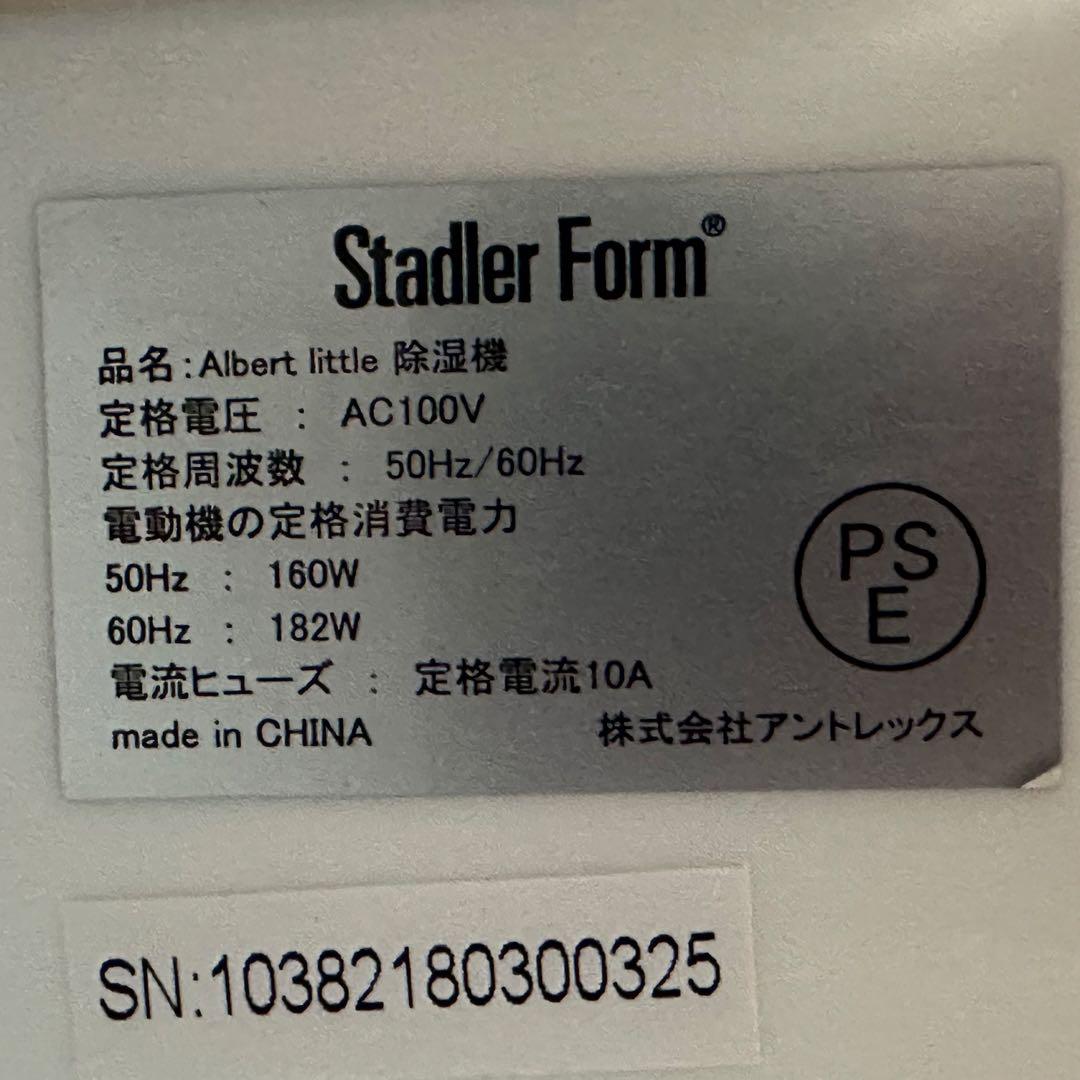 Stadler Form®
品名:Albert little 除湿機
定格電圧 : AC100V
定格周波数 : 50Hz/60Hz
電動機の定格消費電力
50Hz : 160W
60Hz : 182W
電流ヒューズ : 定格電流10A
made in CHINA
株式会社アントレックス
PS
E
SN:10382180300325